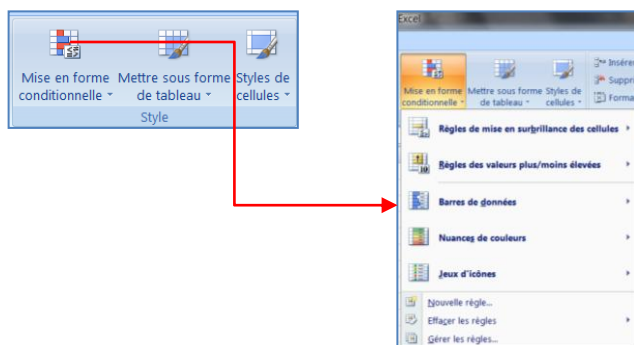 Mise en forme Mettre sous forme Styles de
conditionnelle de tableau cellules
Style
Excel
Mise en forme Mettre sous forme Styles de
conditionnelle de tableau cellules
Insére
Suppri
Forma
Règles de mise en surbrillance des cellules
Règles des valeurs plus/moins élevées
Barres de données
Nuances de couleurs
Jeux d'icônes
Nouvelle règle...
Effacer les règles
Gérer les règles...